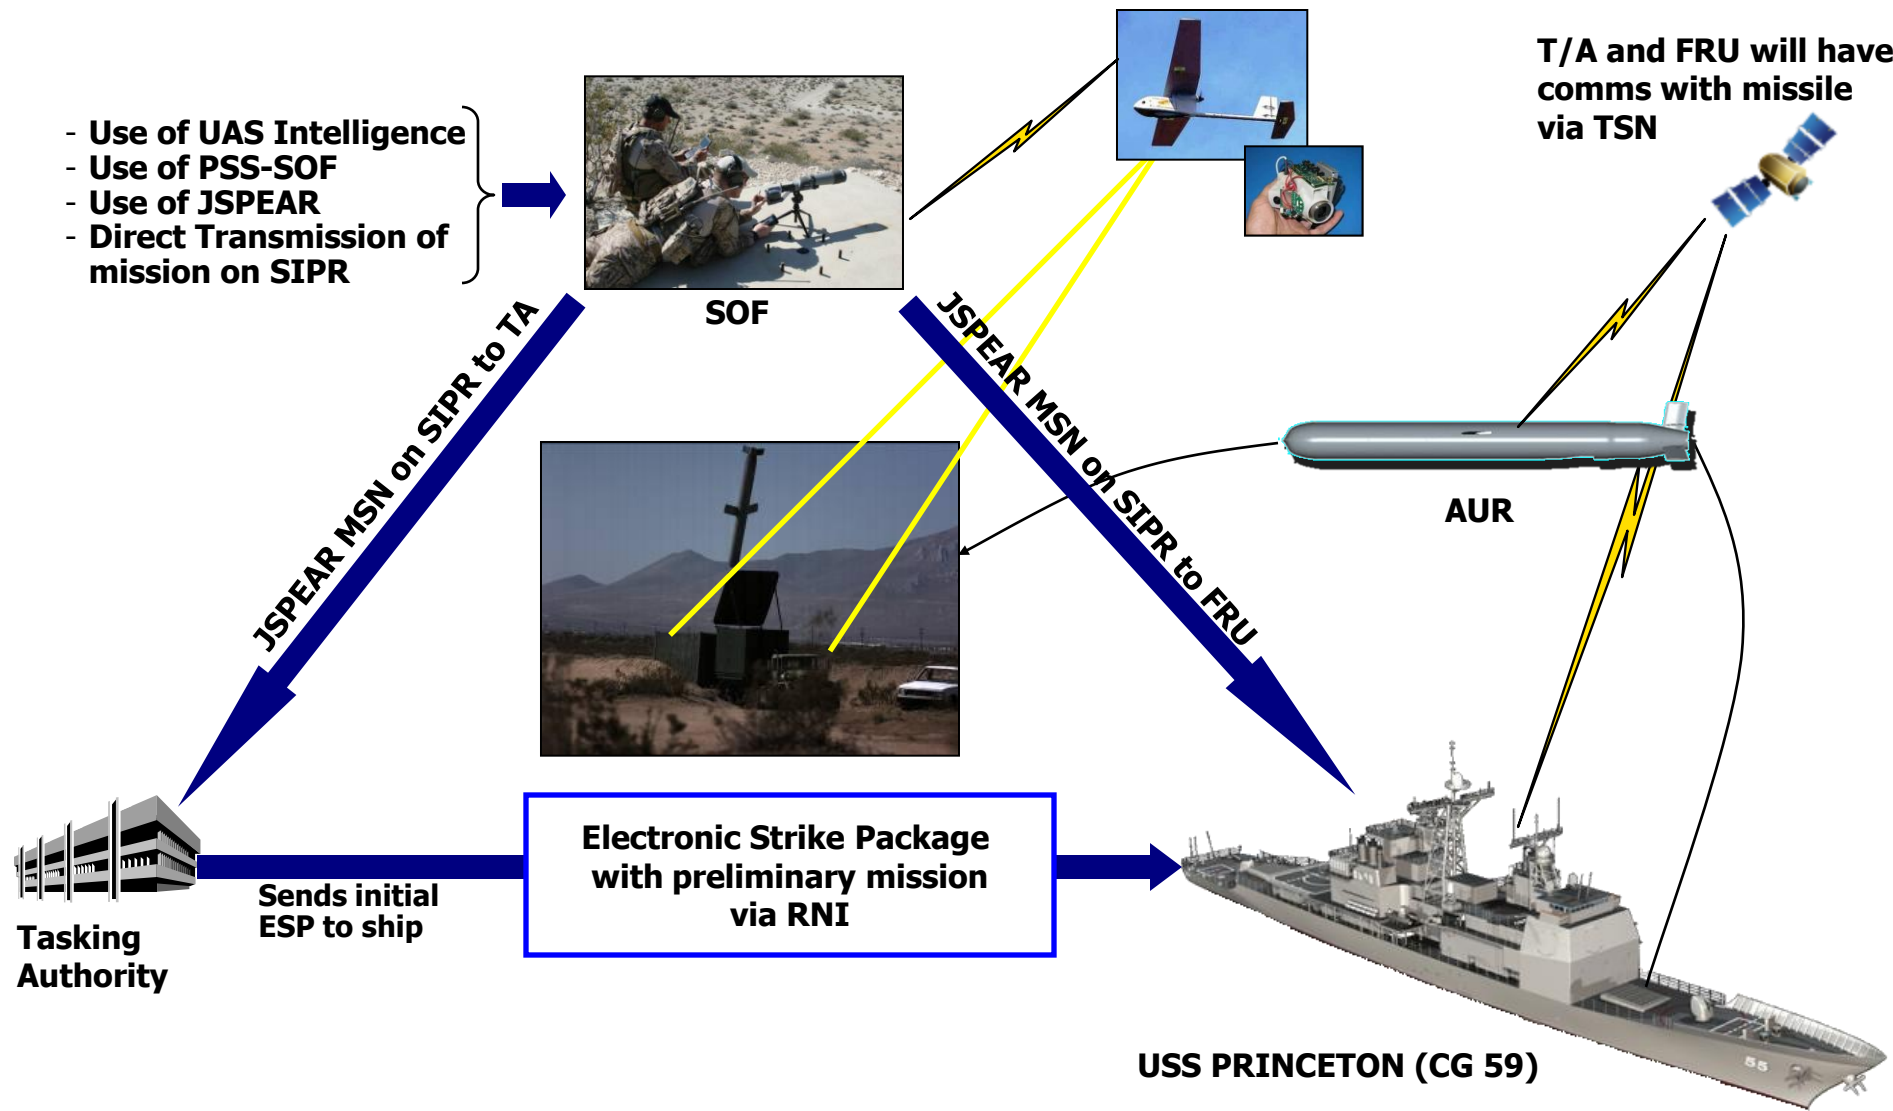 - Use of UAS Intelligence
- Use of PSS-SOF
- Use of JSPEAR
- Direct Transmission of
mission on SIPR
SOF
T/A and FRU will have
comms with missile
via TSN
JSPEAR MSN on SIPR to TA
JSPEAR MSN on SIPR to FRU
AUR
Electronic Strike Package
with preliminary mission
via RNI
Sends initial
ESP to ship
Tasking
Authority
55
USS PRINCETON (CG 59)